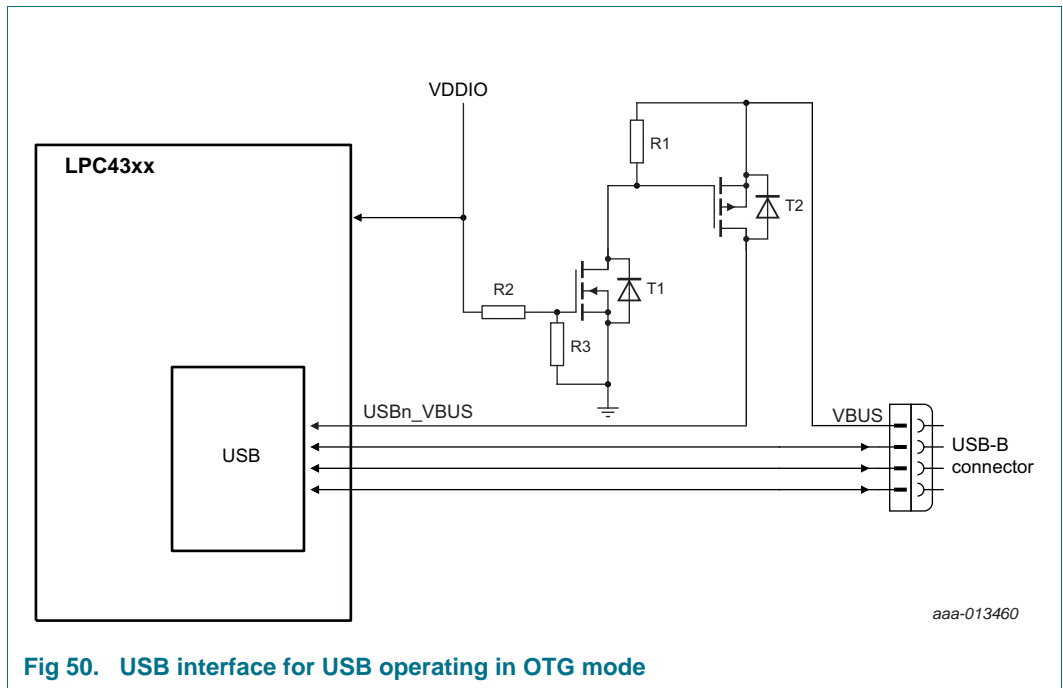 VDDIO
LPC43xx
R1
T2
R2
T1
R3
USBn_VBUS
VBUS
USB
USB-B
connector
aaa-013460
Fig 50. USB interface for USB operating in OTG mode